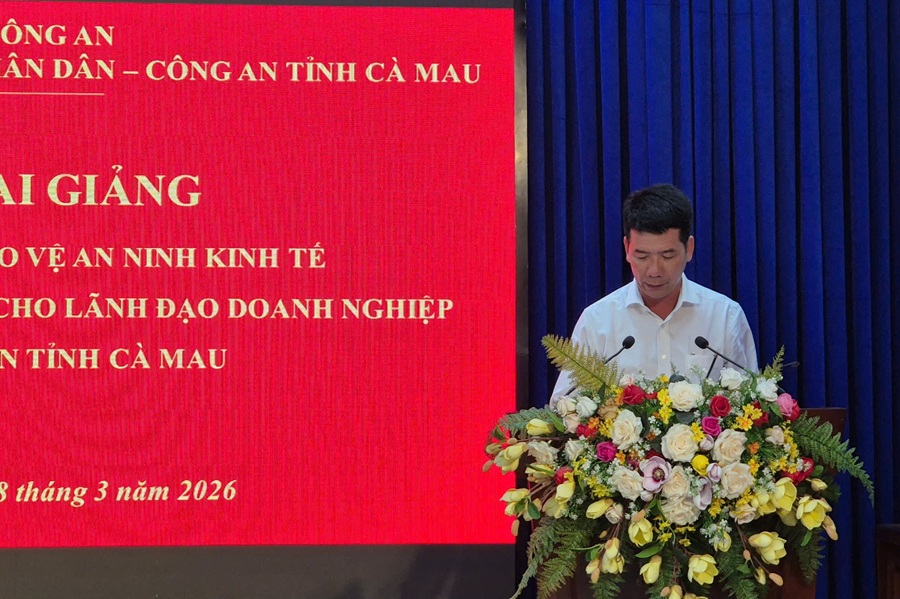 ÔNG AN
ÂN DÂN – CÔNG AN TỈNH CÀ MAU
AI GIẢNG
O VỆ AN NINH KINH TẾ
CHO LÃNH ĐẠO DOANH NGHIỆP
N TỈNH CÀ MAU
8 tháng 3 năm 2026